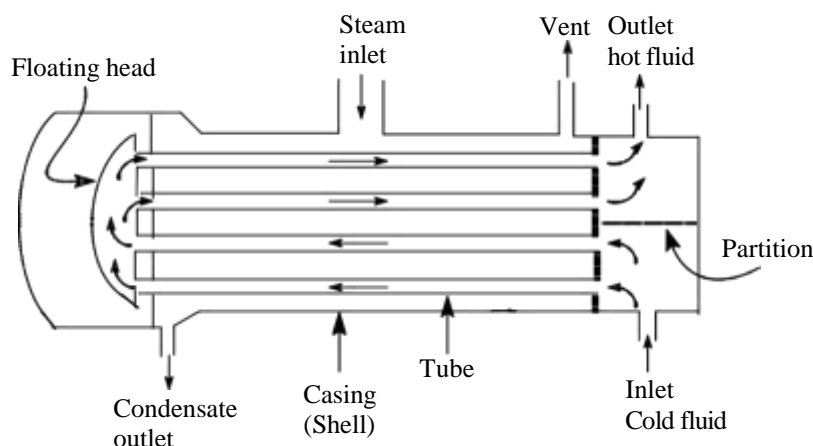 Steam
inlet
Vent
Outlet
hot fluid
Floating head
Partition
Tube
Casing
(Shell)
Inlet
Cold fluid
Condensate
outlet